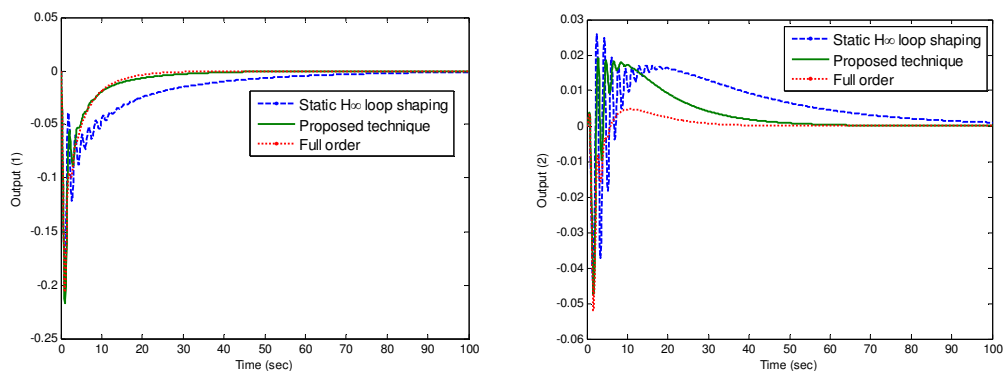 0.05
0
-0.05
-0.1
-0.15
-0.2
-0.25
Output (1)
Static H∞ loop shaping
Proposed technique
Full order
0 10 20 30 40 50 60 70 80 90 100
Time (sec)
0.03
0.02
0.01
0
-0.01
-0.02
-0.03
-0.04
-0.05
-0.06
Output (2)
Static H∞ loop shaping
Proposed technique
Full order
0 10 20 30 40 50 60 70 80 90 100
Time (sec)